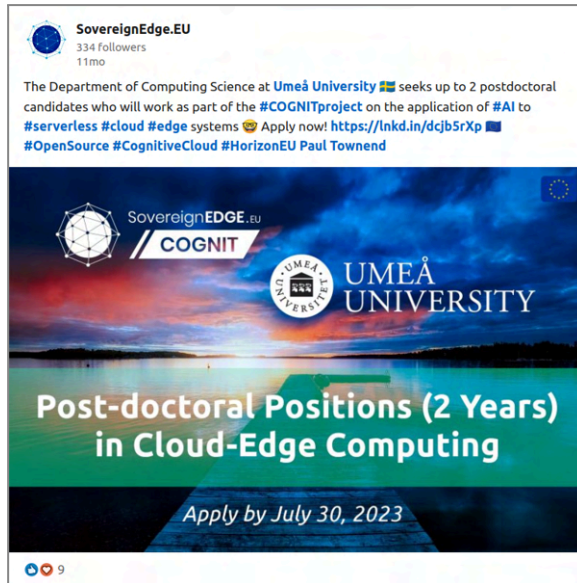 SovereignEdge.EU
334 followers
11mo
The Department of Computing Science at Umeå University 🇸🇪 seeks up to 2 postdoctoral
candidates who will work as part of the #COGNITproject on the application of #AI to
#serverless #cloud #edge systems 🤓 Apply now! https://lnkd.in/dcjb5rXp 🇪🇺
#OpenSource #CognitiveCloud #HorizonEU Paul Townend
SovereignEDGE.EU
COGNIT
UMEÅ UNIVERSITET
UMEÅ
UNIVERSITY
Post-doctoral Positions (2 Years)
in Cloud-Edge Computing
Apply by July 30, 2023
9